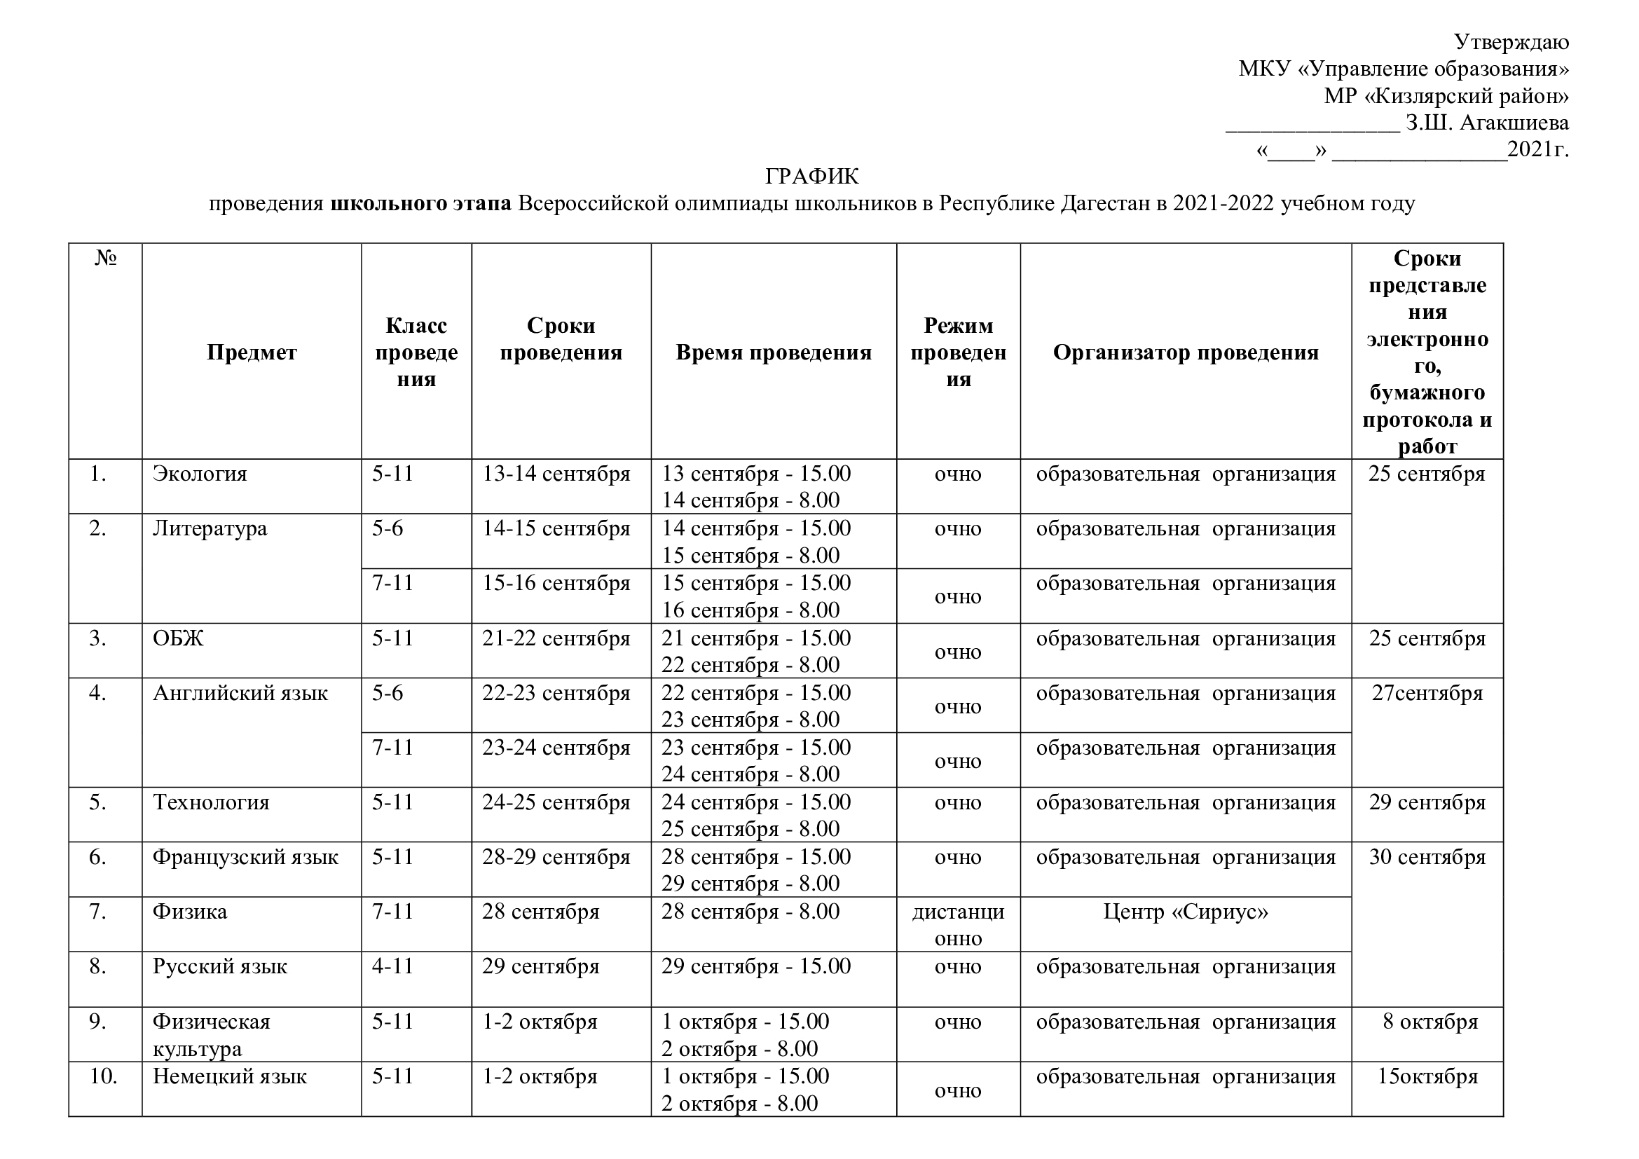 Утверждаю
МКУ «Управление образования»
МР «Кизлярский район»
_______________ З.Ш. Агакшиева
«____» _______________2021г.
ГРАФИК
проведения школьного этапа Всероссийской олимпиады школьников в Республике Дагестан в 2021-2022 учебном году
№ Предмет Класс проведе ния Сроки проведения Время проведения Режим проведен ия Организатор проведения Сроки представле ния электронно го, бумажного протокола и работ
1. Экология 5-11 13-14 сентября 13 сентября - 15.00 очно образовательная организация 25 сентября
14 сентября - 8.00
2. Литература 5-6 14-15 сентября 14 сентября - 15.00 очно образовательная организация
15 сентября - 8.00
7-11 15-16 сентября 15 сентября - 15.00 очно образовательная организация
16 сентября - 8.00
3. ОБЖ 5-11 21-22 сентября 21 сентября - 15.00 очно образовательная организация 25 сентября
22 сентября - 8.00
4. Английский язык 5-6 22-23 сентября 22 сентября - 15.00 очно образовательная организация 27сентября
23 сентября - 8.00
7-11 23-24 сентября 23 сентября - 15.00 очно образовательная организация
24 сентября - 8.00
5. Технология 5-11 24-25 сентября 24 сентября - 15.00 очно образовательная организация 29 сентября
25 сентября - 8.00
6. Французский язык 5-11 28-29 сентября 28 сентября - 15.00 очно образовательная организация 30 сентября
29 сентября - 8.00
7. Физика 7-11 28 сентября 28 сентября - 8.00 дистанци Центр «Сириус»
онно
8. Русский язык 4-11 29 сентября 29 сентября - 15.00 очно образовательная организация
9. Физическая 5-11 1-2 октября 1 октября - 15.00 очно образовательная организация 8 октября
культура 2 октября - 8.00
10. Немецкий язык 5-11 1-2 октября 1 октября - 15.00 очно образовательная организация 15октября
2 октября - 8.00